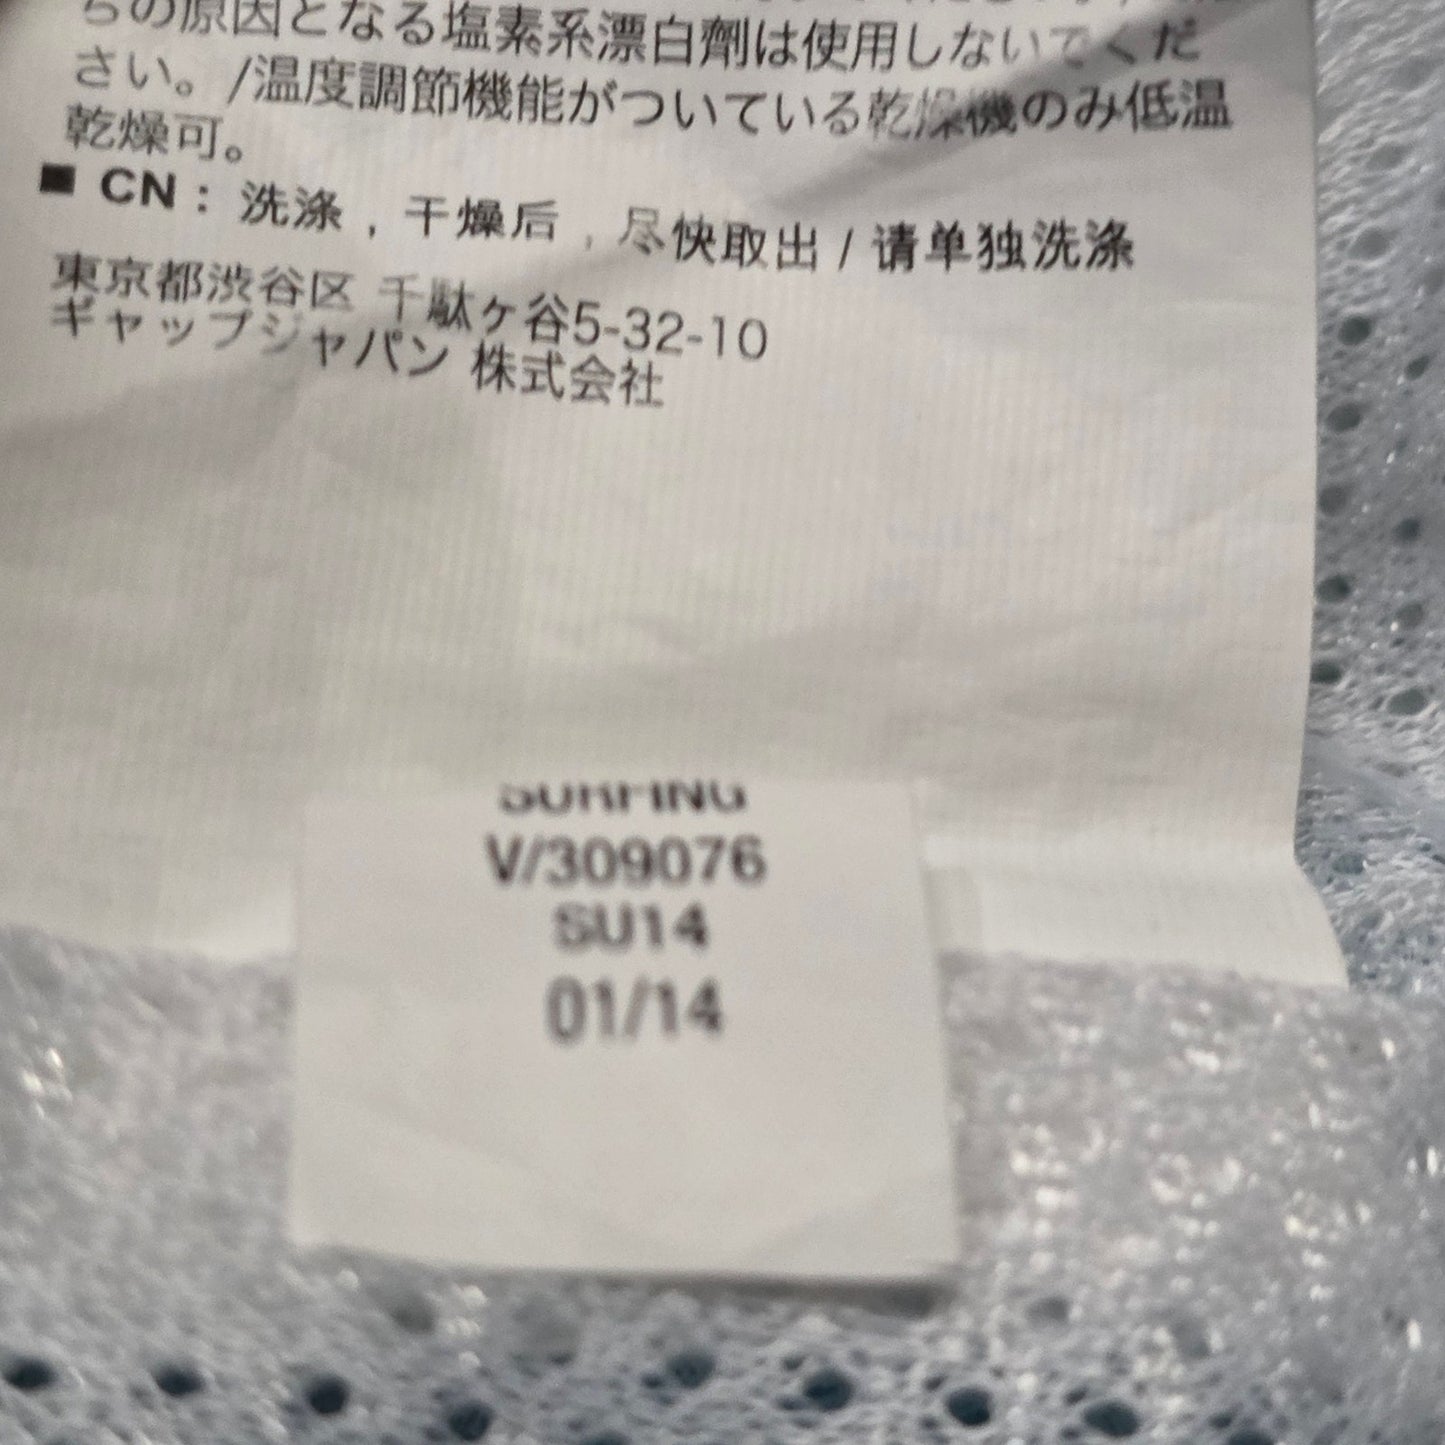 ちの原因となる塩素系漂白劑は使用しないでくだ
さい。/温度調節機能がついている乾燥機のみ低温
乾燥可。
■ CN: 洗涤,干燥后,尽快取出/请单独洗涤
東京都渋谷区 千駄ヶ谷5-32-10
ギャップジャパン 株式会社
SURFING
V/309076
SU14
01/14